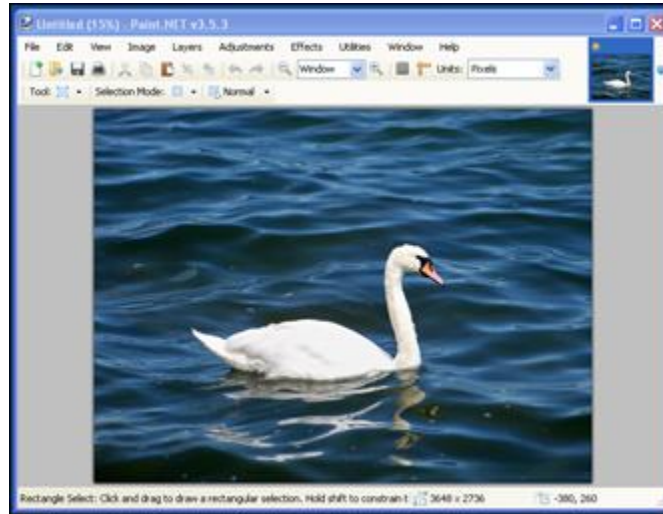 Untitled (15%) - Paint.NET v3.5.3
File Edit View Image Layers Adjustments Effects Utilities Window Help
Window Units: Pixels
Tool: Selection Mode: Normal
Rectangle Select: Click and drag to draw a rectangular selection. Hold shift to constrain t 3648 x 2736 -380, 260